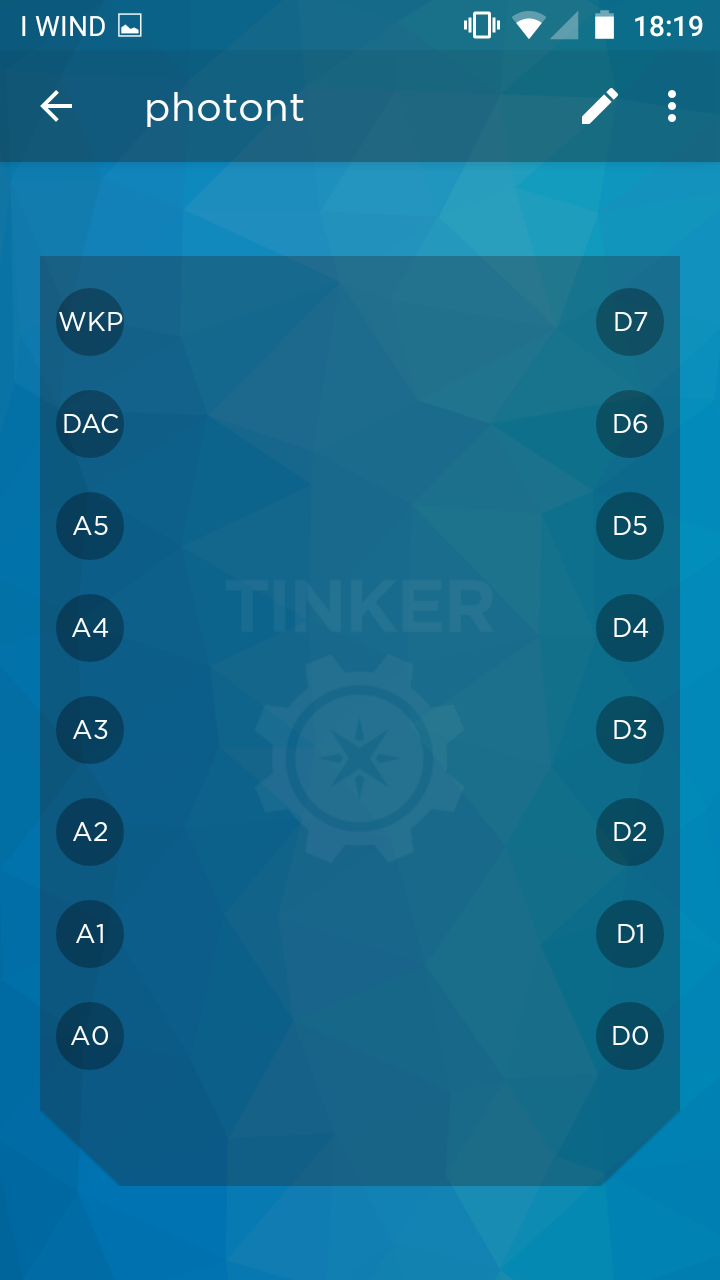 I WIND 18:19
photont
WKP D7
DAC D6
A5 D5
TINKER
A4 D4
A3 D3
A2 D2
A1 D1
A0 D0